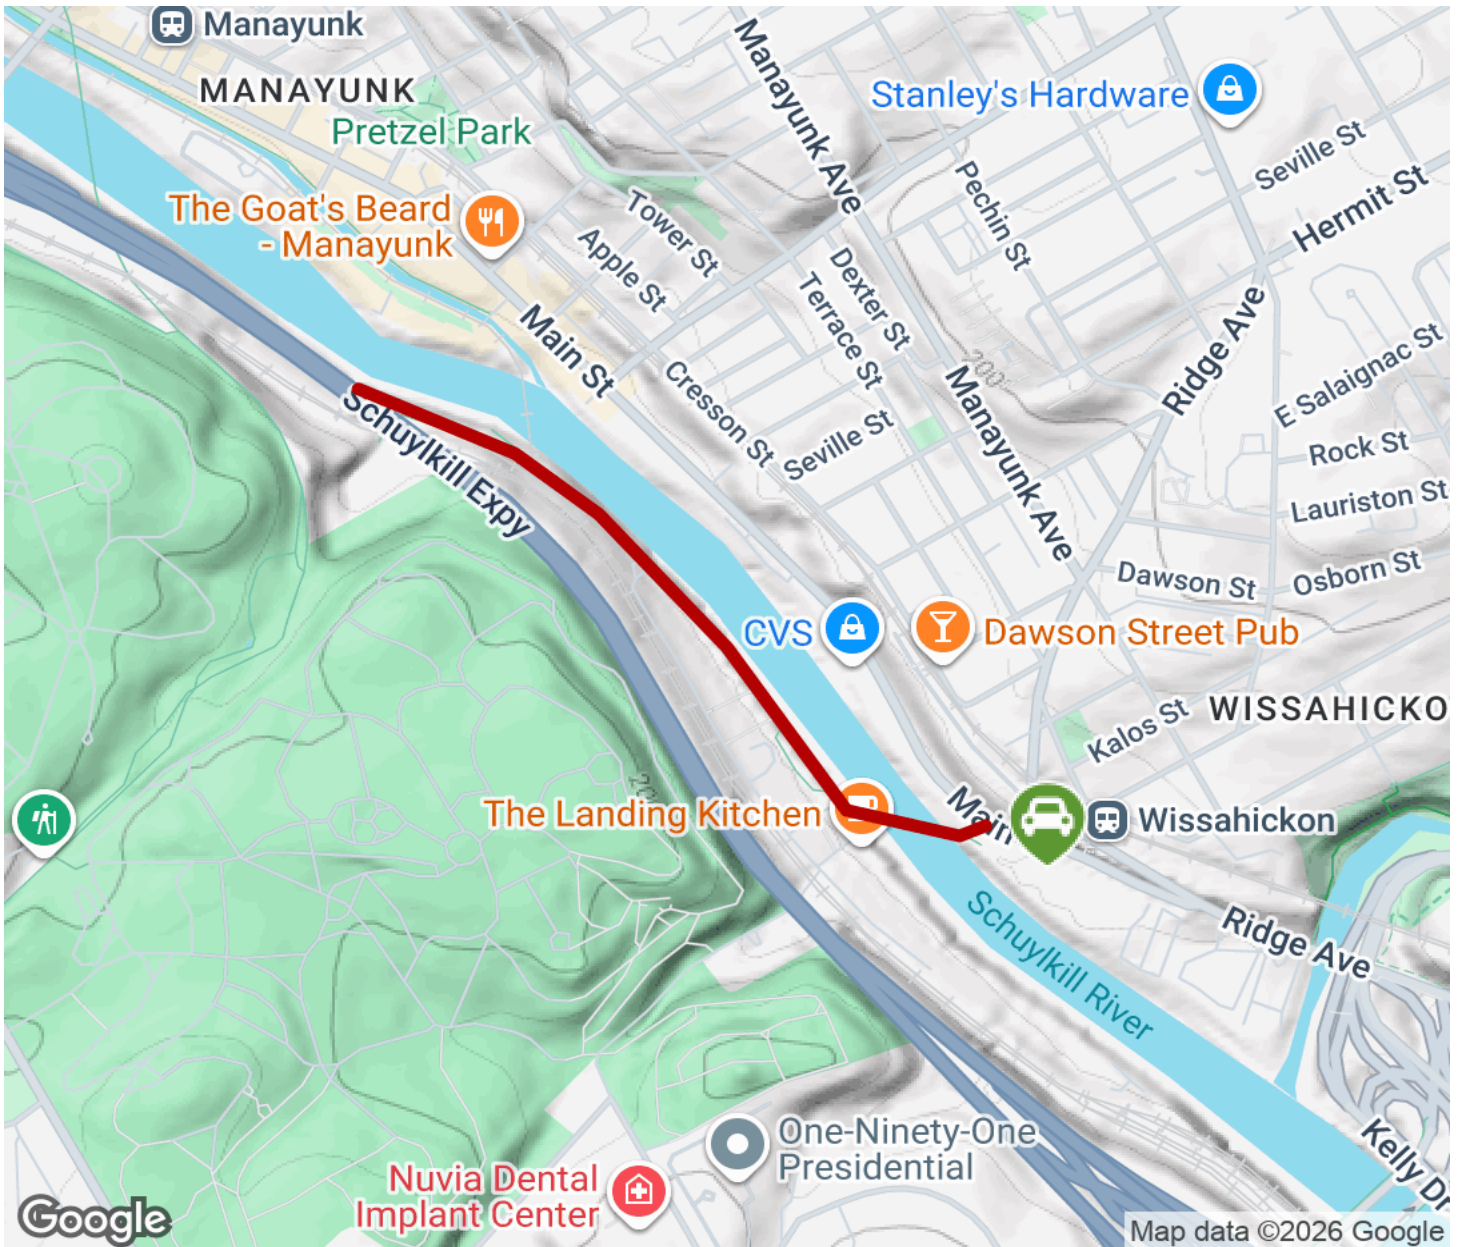 Manayunk
MANAYUNK
Pretzel Park
Manayunk Ave
Stanley's Hardware
Seville St
Hermit St
Pechin St
The Goat's Beard
- Manayunk
Tower St
Apple St
Dexter St
Terrace St
Main St
Ridge Ave
200
E Salaignac St
Cresson St
Seville St
Manayunk Ave
Rock St
Lauriston St
Schuylkill Expy
Dawson St
Osborn St
CVS
Dawson Street Pub
Kalos St
WISSAHICKO
The Landing Kitchen
Main
Wissahickon
Schuylkill River
Ridge Ave
One-Ninety-One
Presidential
Kelly Dr
Nuvia Dental
Implant Center
Google
Map data ©2026 Google